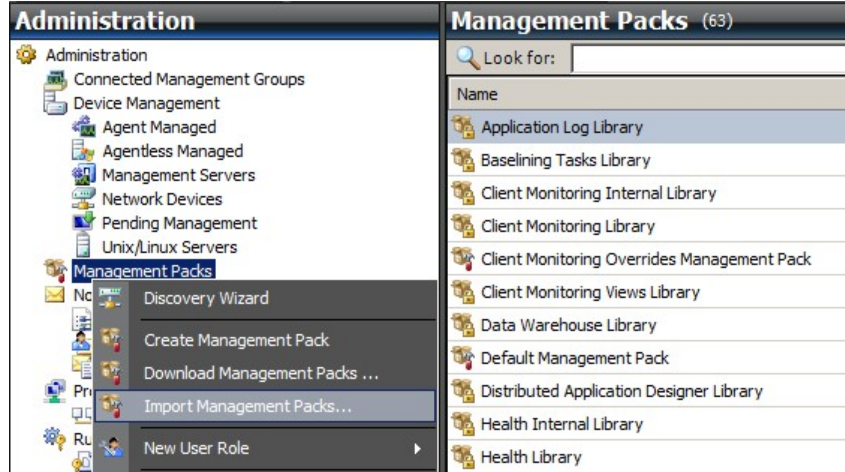 Administration
Administration
Connected Management Groups
Device Management
Agent Managed
Agentless Managed
Management Servers
Network Devices
Pending Management
Unix/Linux Servers
Management Packs
Discovery Wizard
Create Management Pack
Download Management Packs ...
Import Management Packs...
New User Role
Management Packs (63)
Look for:
Name
Application Log Library
Baselining Tasks Library
Client Monitoring Internal Library
Client Monitoring Library
Client Monitoring Overrides Management Pack
Client Monitoring Views Library
Data Warehouse Library
Default Management Pack
Distributed Application Designer Library
Health Internal Library
Health Library